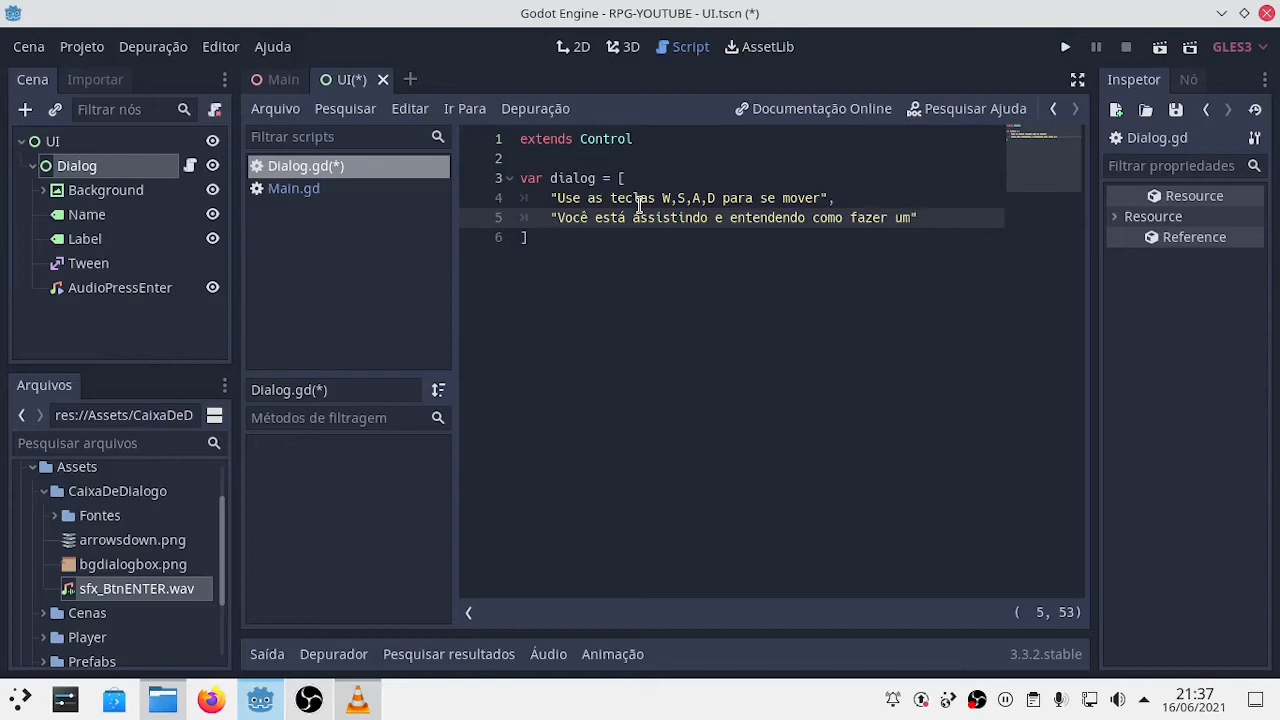 Godot Engine - RPG-YOUTUBE - UI.tscn (*)
Cena Projeto Depuração Editor Ajuda
2D 3D Script AssetLib
GLES3
Cena Importar
Main UI(*)
Inspetor Nó
Filtrar nós
Arquivo Pesquisar Editar Ir Para Depuração
Documentação Online Pesquisar Ajuda
UI
Dialog
Background
Name
Label
Tween
AudioPressEnter
Filtrar scripts
Dialog.gd(*)
Main.gd
Dialog.gd(*)
Métodos de filtragem
1 extends Control
2
3 var dialog = [
4 "Use as teclas W,S,A,D para se mover",
5 "Você está assistindo e entendendo como fazer um"
6 ]
( 5, 53)
Dialog.gd
Filtrar propriedades
Resource
Resource
Reference
Arquivos
res://Assets/CaixaDeD
Pesquisar arquivos
Assets
CaixaDeDialogo
Fontes
arrowsdown.png
bgdialogbox.png
sfx_BtnENTER.wav
Cenas
Player
Prefabs
Saída Depurador Pesquisar resultados Áudio Animação
3.3.2.stable
21:37
16/06/2021